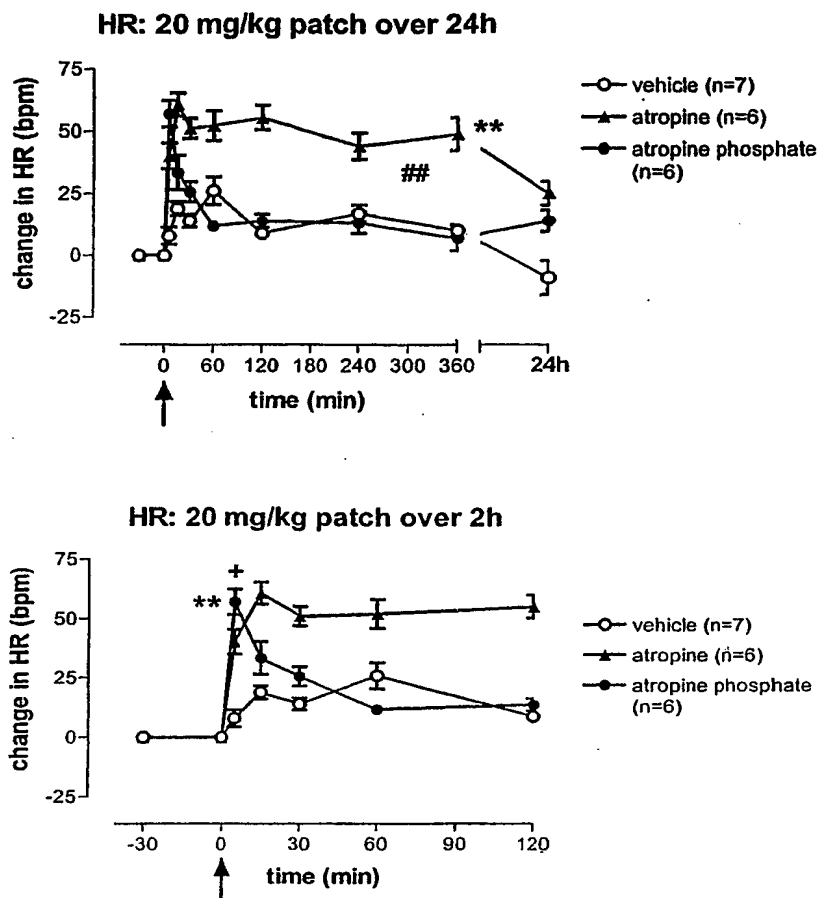 HR: 20 mg/kg patch over 24h
75
50
25
0
-25
change in HR (bpm)
**
##
vehicle (n=7)
atropine (n=6)
atropine phosphate
(n=6)
0 60 120 180 240 300 360 24h
time (min)
HR: 20 mg/kg patch over 2h
75
50
25
0
-25
change in HR (bpm)
+
**
vehicle (n=7)
atropine (n=6)
atropine phosphate
(n=6)
-30 0 30 60 90 120
time (min)